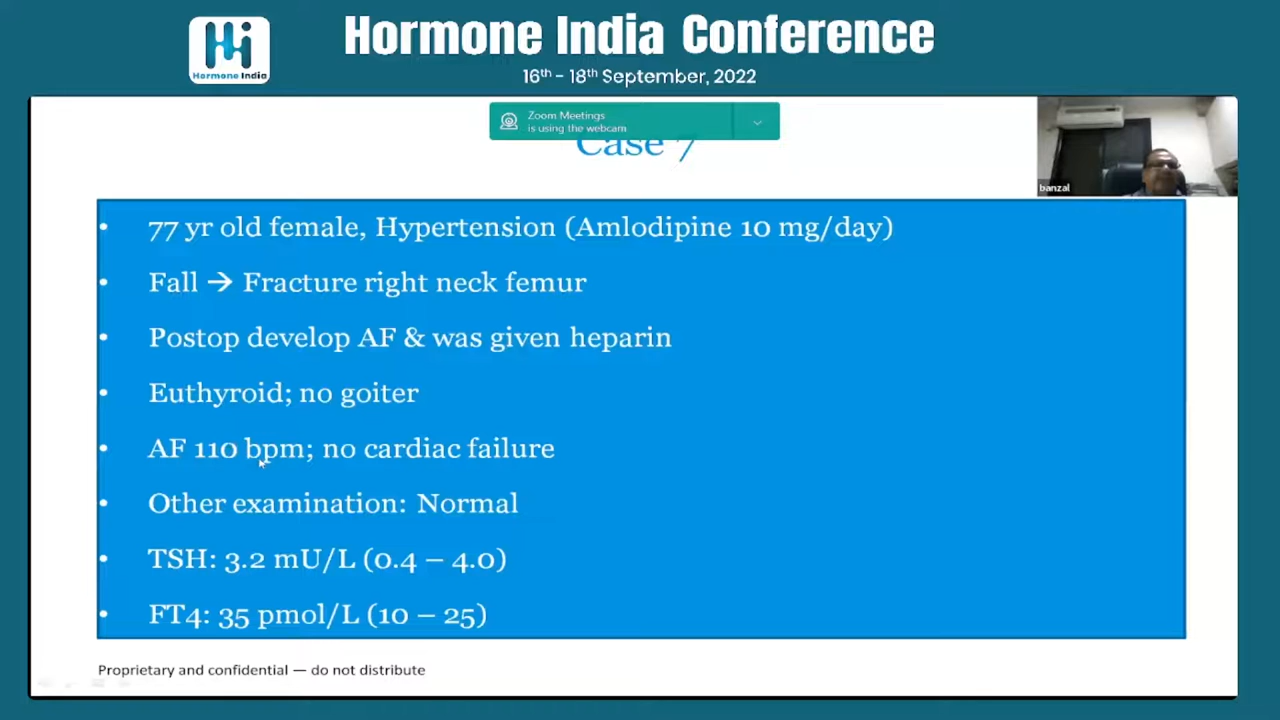 Hormone India Conference
Hormone India
16th - 18th September, 2022
Zoom Meetings
is using the webcam
Case 7
banzal
• 77 yr old female, Hypertension (Amlodipine 10 mg/day)
• Fall → Fracture right neck femur
• Postop develop AF & was given heparin
• Euthyroid; no goiter
• AF 110 bpm; no cardiac failure
• Other examination: Normal
• TSH: 3.2 mU/L (0.4 – 4.0)
• FT4: 35 pmol/L (10 – 25)
Proprietary and confidential — do not distribute